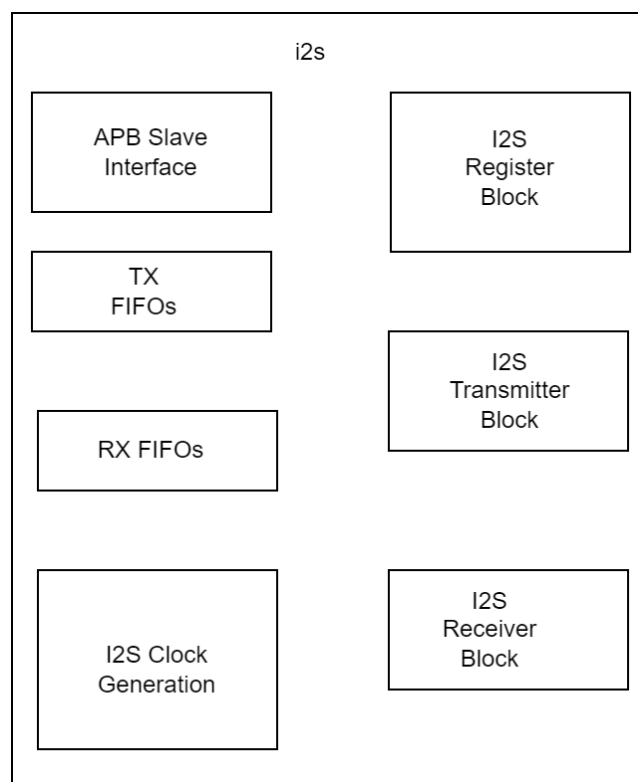 i2s
APB Slave
Interface
I2S
Register
Block
TX
FIFOs
I2S
Transmitter
Block
RX FIFOs
I2S Clock
Generation
I2S
Receiver
Block